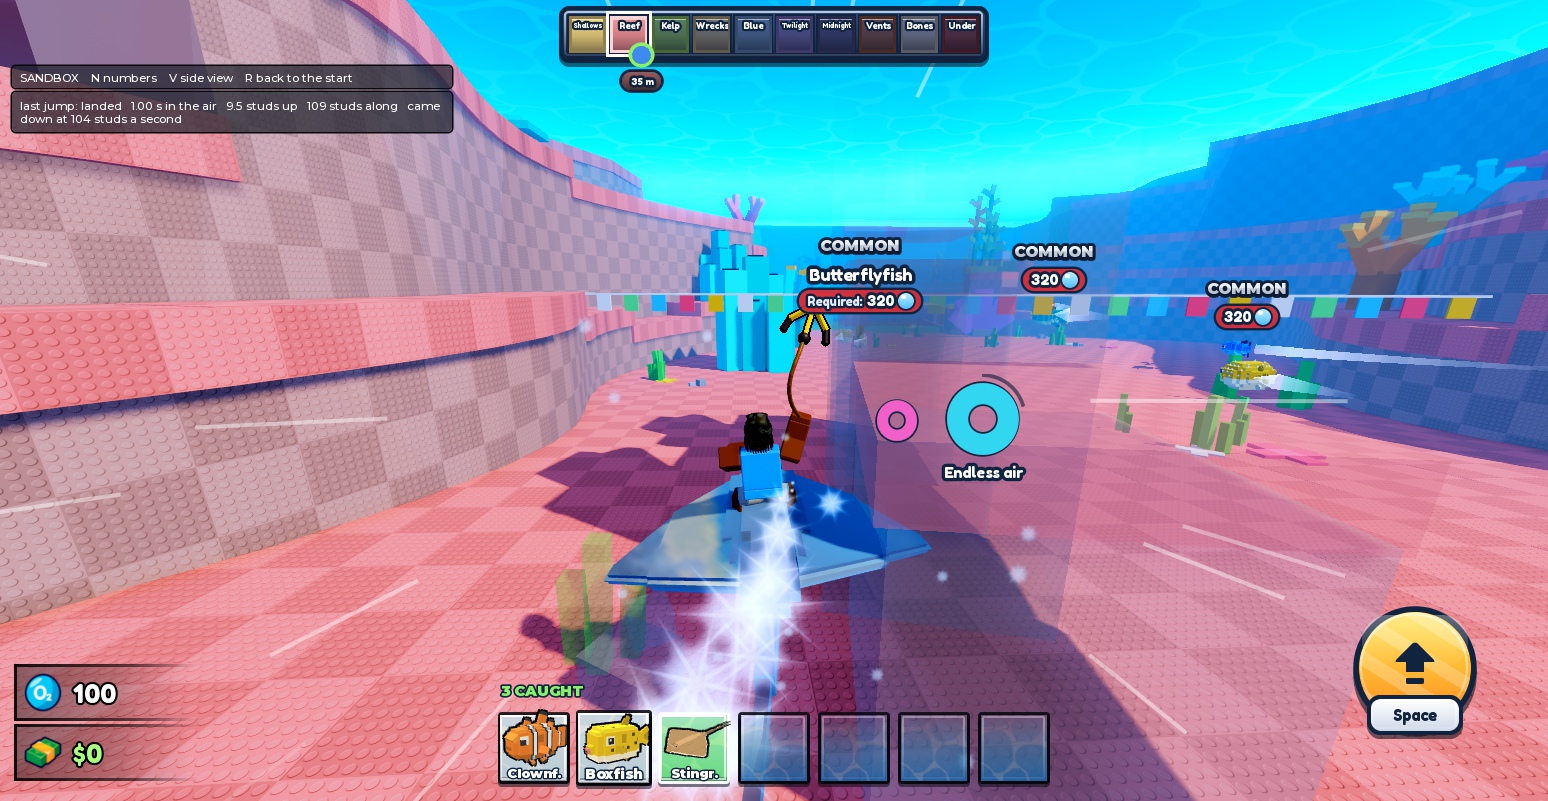 Shallows Reef Kelp Wrecks Blue Twilight Midnight Vents Bones Under
35 m
SANDBOX N numbers V side view R back to the start
last jump: landed 1.00 s in the air 9.5 studs up 109 studs along came
down at 104 studs a second
COMMON
Butterflyfish
Required: 320
COMMON
320
COMMON
320
Endless air
O2 100
$0
3 CAUGHT
Clownf. Boxfish Stingr.
Space